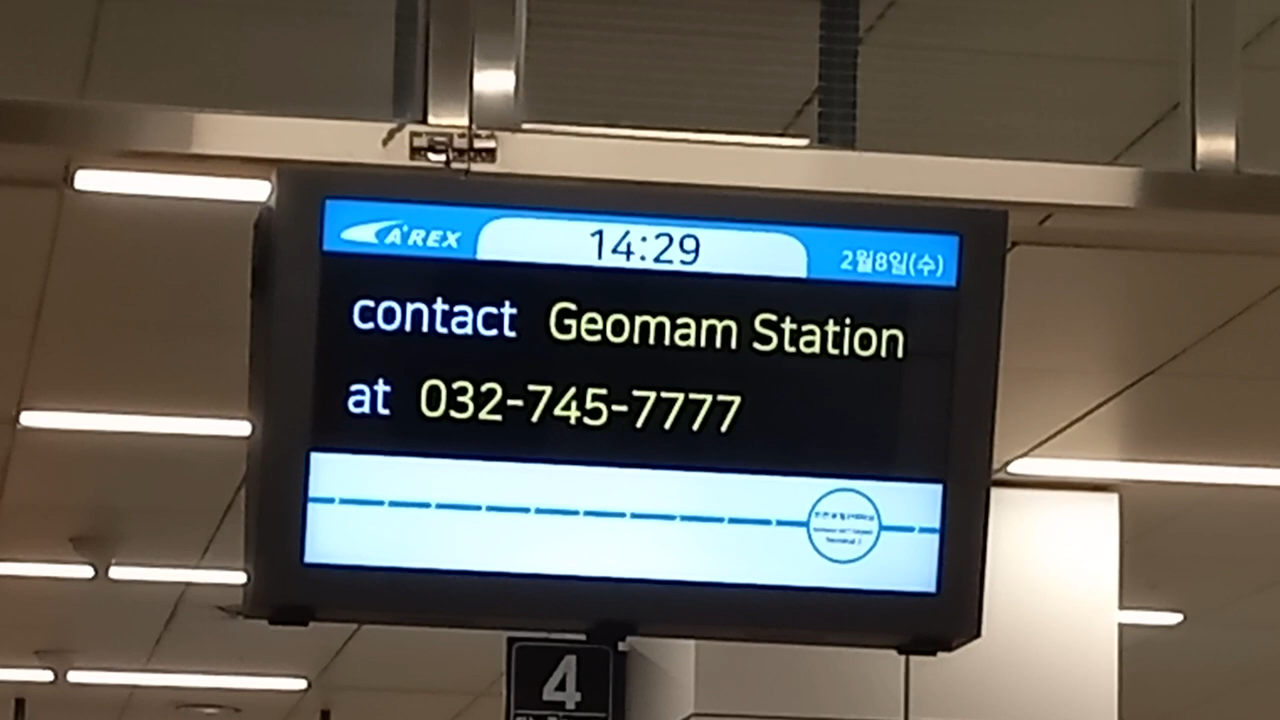 A'REX
14:29
2월8일(수)
contact Geomam Station
at 032-745-7777
4